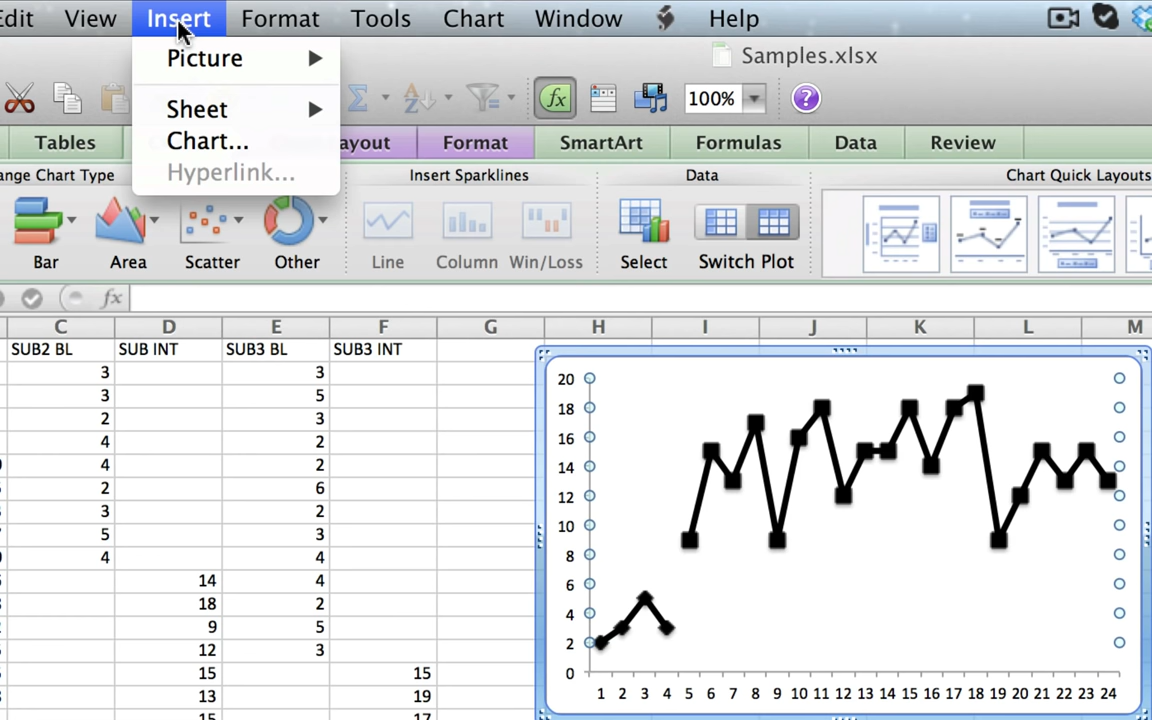 Edit View Insert Format Tools Chart Window Help
Samples.xlsx
Picture
Sheet
Chart...
Hyperlink...
100% ?
fx
Tables ayout Format SmartArt Formulas Data Review
ange Chart Type Insert Sparklines Data Chart Quick Layouts
Bar Area Scatter Other Line Column Win/Loss Select Switch Plot
fx
C D E F G H I J K L M
SUB2 BL SUB INT SUB3 BL SUB3 INT
3 3
3 5
2 3
4 2
4 2
2 6
3 2
5 3
4 4
14 4
18 2
9 5
12 3
15 15
13 19
15 17
20
18
16
14
12
10
8
6
4
2
0
1 2 3 4 5 6 7 8 9 10 11 12 13 14 15 16 17 18 19 20 21 22 23 24